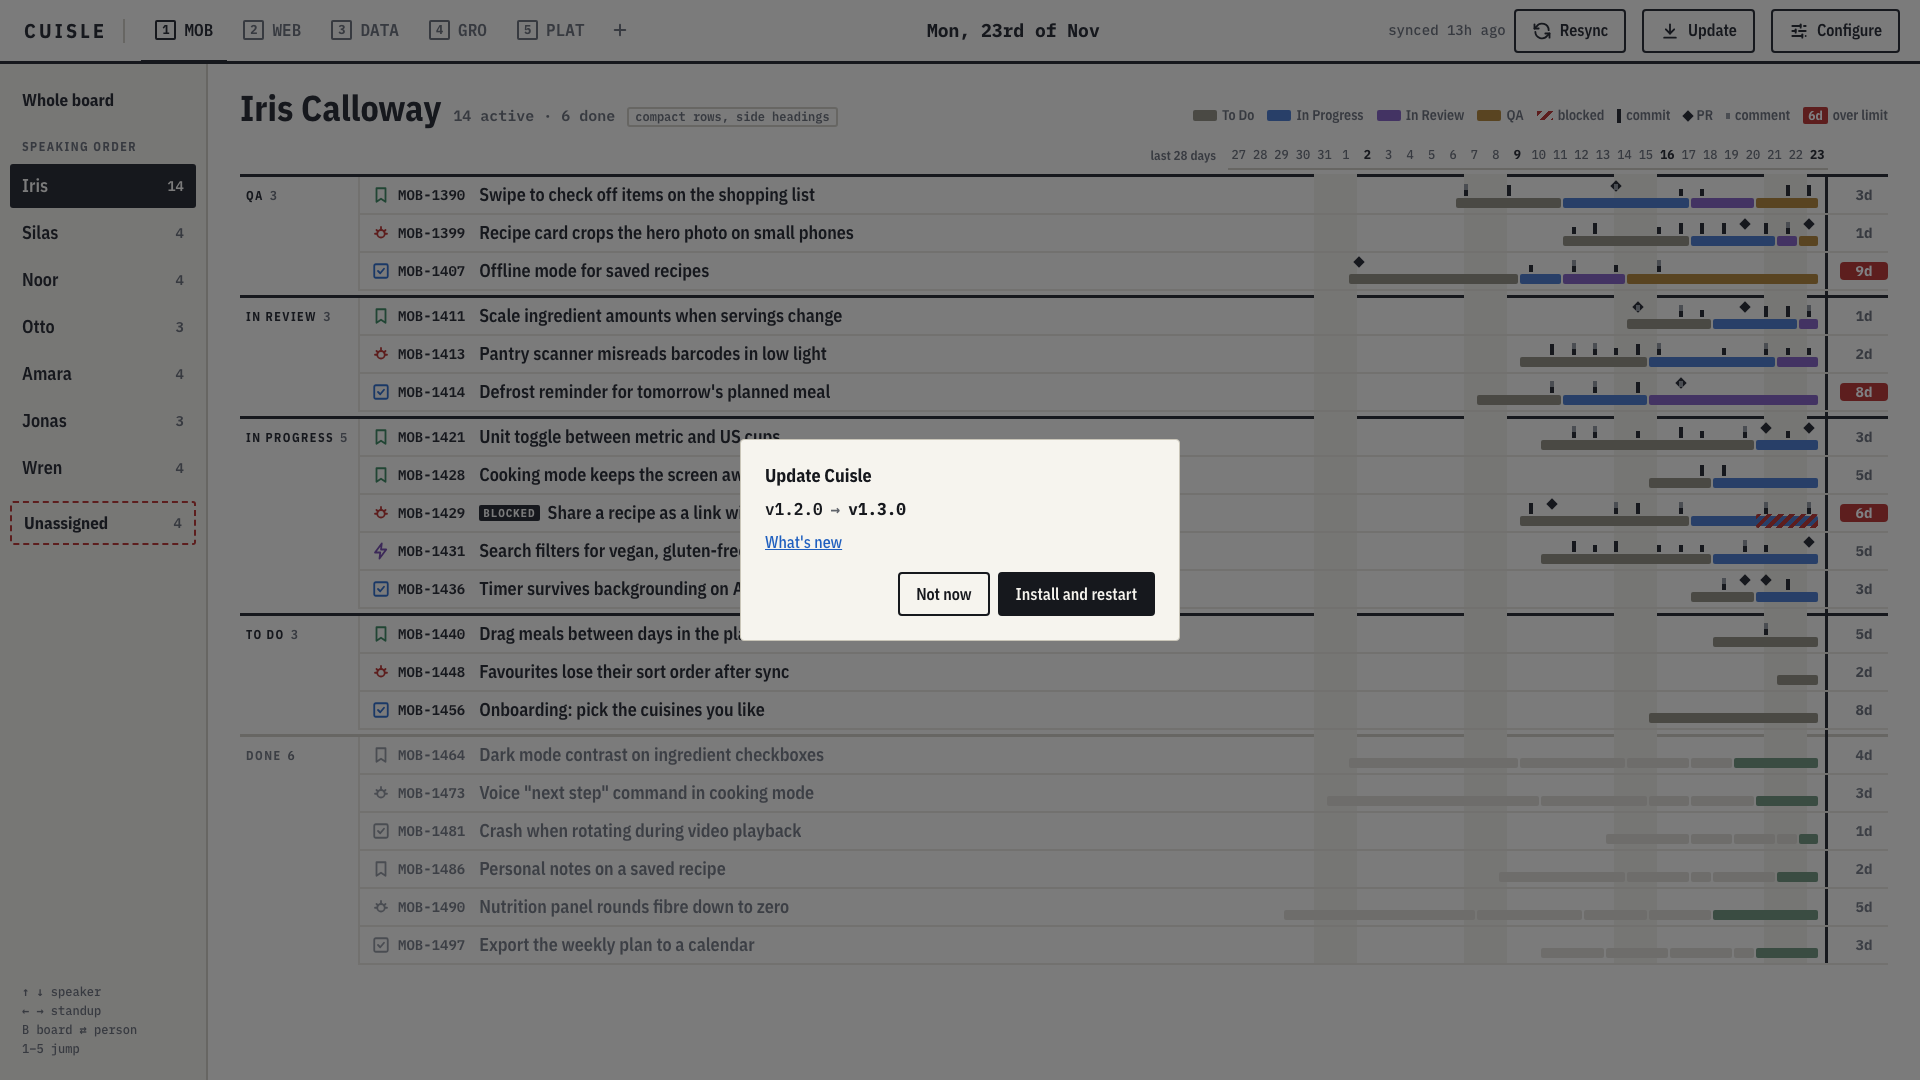 CUISLE 1 MOB 2 WEB 3 DATA 4 GRO 5 PLAT + Mon, 23rd of Nov synced 13h ago Resync Update Configure
Whole board
SPEAKING ORDER
Iris 14
Silas 4
Noor 4
Otto 3
Amara 4
Jonas 3
Wren 4
Unassigned 4
↑ ↓ speaker
← → standup
B board ⇄ person
1–5 jump
Iris Calloway 14 active · 6 done compact rows, side headings To Do In Progress In Review QA blocked commit PR comment 6d over limit
last 28 days 27 28 29 30 31 1 2 3 4 5 6 7 8 9 10 11 12 13 14 15 16 17 18 19 20 21 22 23
QA 3 MOB-1390 Swipe to check off items on the shopping list 3d
MOB-1399 Recipe card crops the hero photo on small phones 1d
MOB-1407 Offline mode for saved recipes 9d
IN REVIEW 3 MOB-1411 Scale ingredient amounts when servings change 1d
MOB-1413 Pantry scanner misreads barcodes in low light 2d
MOB-1414 Defrost reminder for tomorrow's planned meal 8d
IN PROGRESS 5 MOB-1421 Unit toggle between metric and US cups 3d
MOB-1428 Cooking mode keeps the screen aw 5d
MOB-1429 BLOCKED Share a recipe as a link w 6d
MOB-1431 Search filters for vegan, gluten-fre 5d
MOB-1436 Timer survives backgrounding on A 3d
TO DO 3 MOB-1440 Drag meals between days in the pla 5d
MOB-1448 Favourites lose their sort order after sync 2d
MOB-1456 Onboarding: pick the cuisines you like 8d
DONE 6 MOB-1464 Dark mode contrast on ingredient checkboxes 4d
MOB-1473 Voice "next step" command in cooking mode 3d
MOB-1481 Crash when rotating during video playback 1d
MOB-1486 Personal notes on a saved recipe 2d
MOB-1490 Nutrition panel rounds fibre down to zero 5d
MOB-1497 Export the weekly plan to a calendar 3d
Update Cuisle
v1.2.0 → v1.3.0
What's new
Not now Install and restart